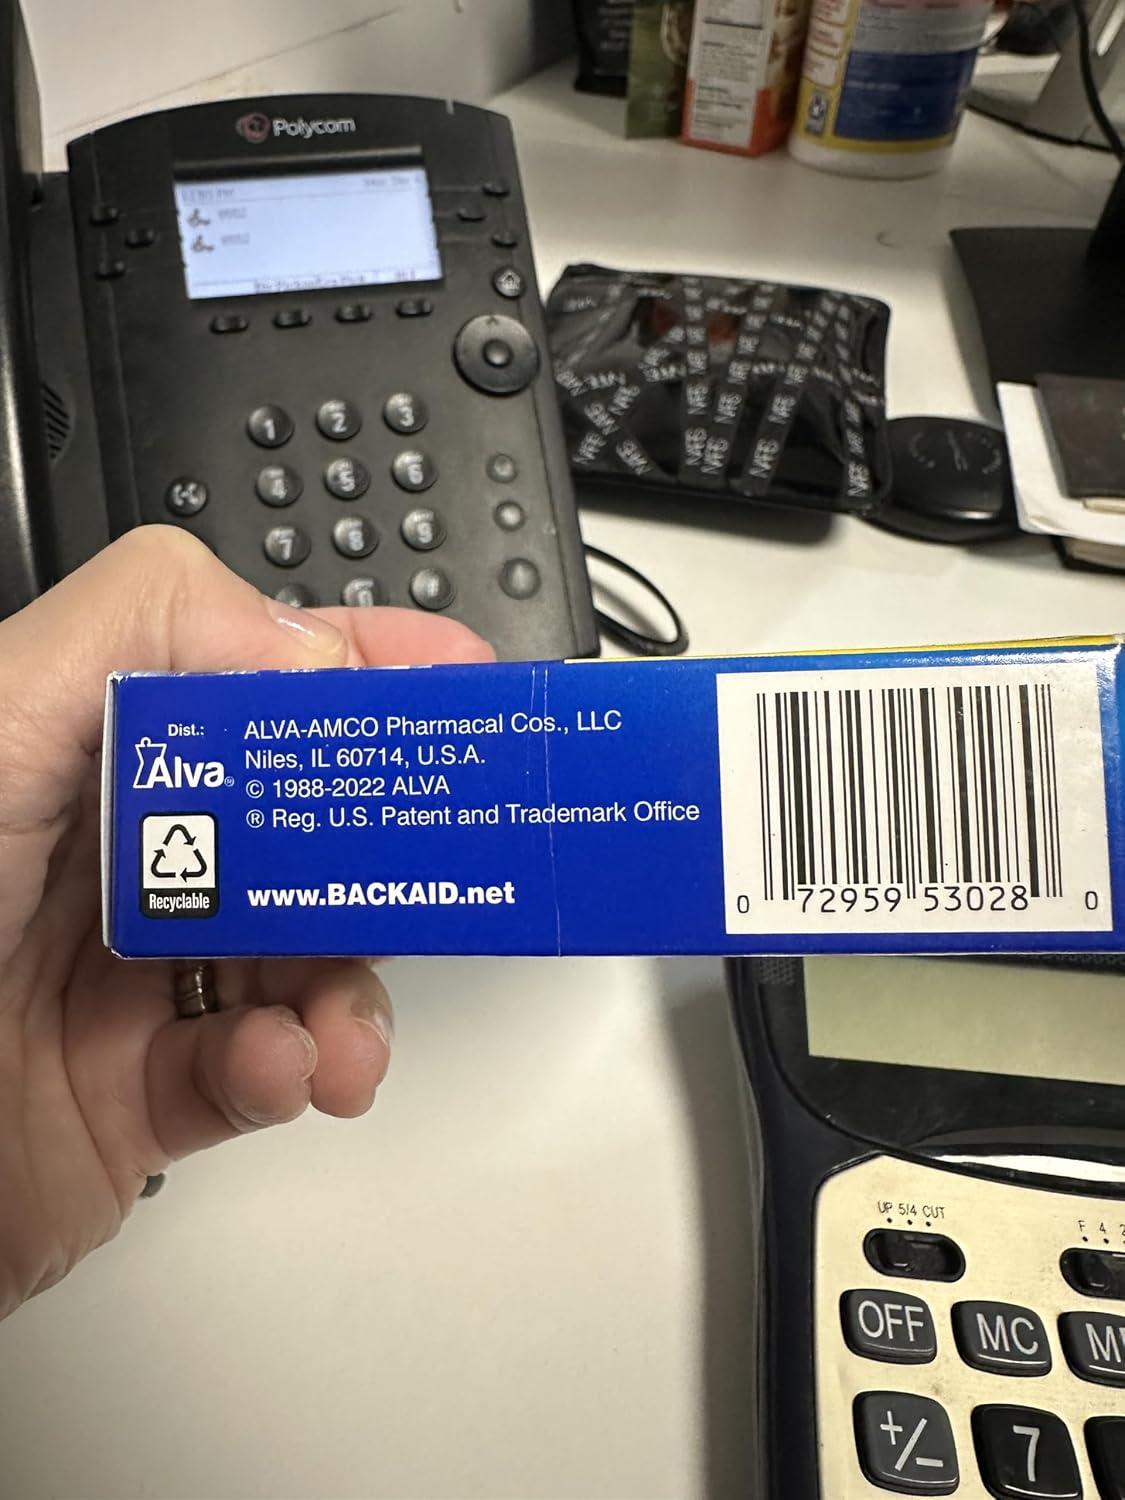 Polycom
1
2
3
4
5
6
7
8
9
#
NARS
Dist.:
Alva®
ALVA-AMCO Pharmacal Cos., LLC
Niles, IL 60714, U.S.A.
© 1988-2022 ALVA
® Reg. U.S. Patent and Trademark Office
Recyclable
www.BACKAID.net
0 72959 53028 0
UP 5/4 CUT
F 4 2
OFF
MC
+/−
7